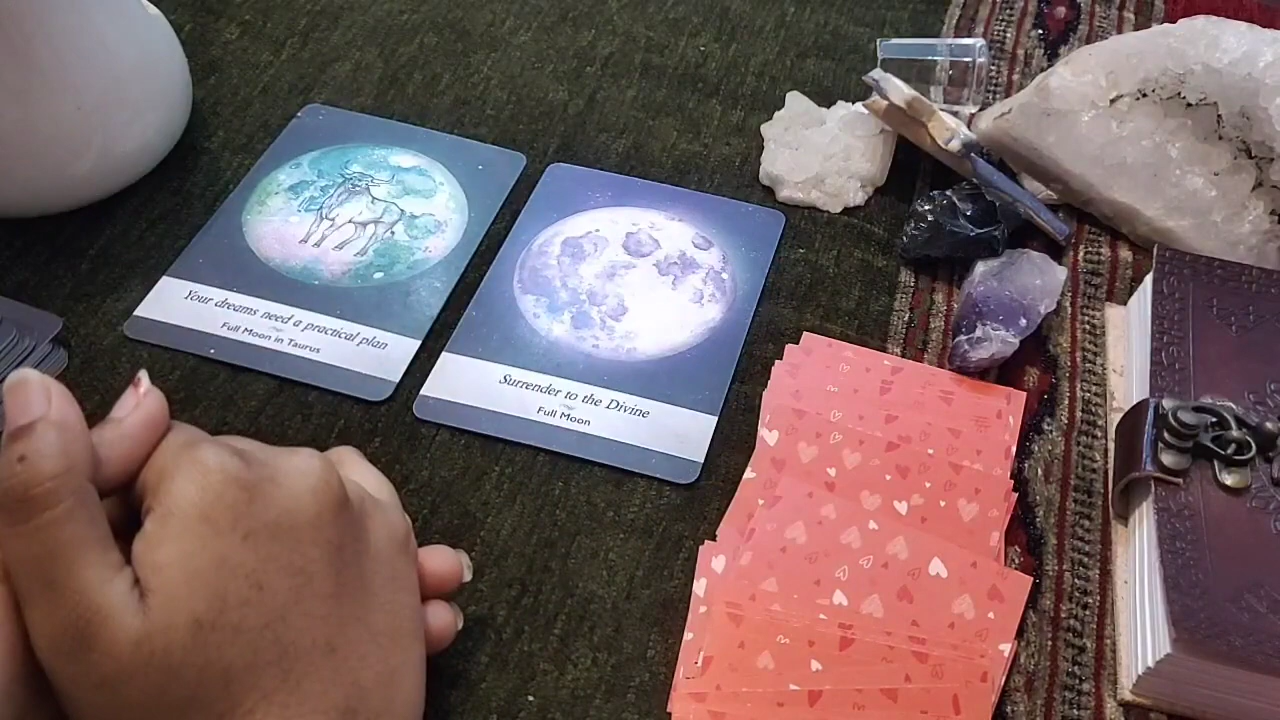 Your dreams need a practical plan
Full Moon in Taurus
Surrender to the Divine
Full Moon